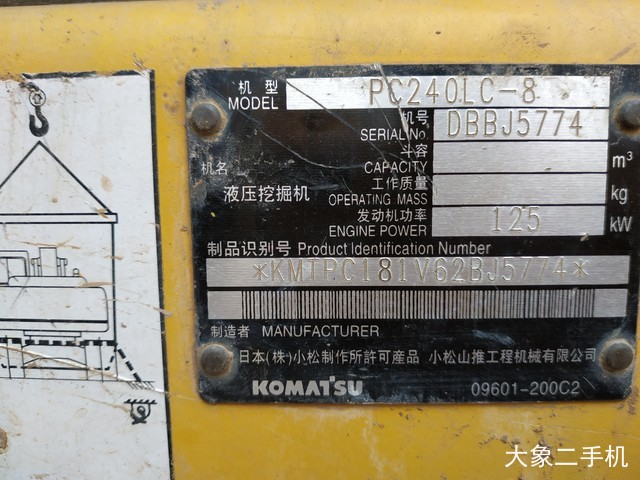 机型 MODEL PC240LC-8
机号 SERIAL No. DBBJ5774
斗容 CAPACITY m³
机名 液压挖掘机
工作质量 OPERATING MASS kg
发动机功率 ENGINE POWER 125 kW
制品识别号 Product Identification Number
*KMTPC181V62BJ5774*
制造者 MANUFACTURER
日本(株)小松制作所許可産品 小松山推工程机械有限公司
KOMATSU 09601-200C2
大象二手机